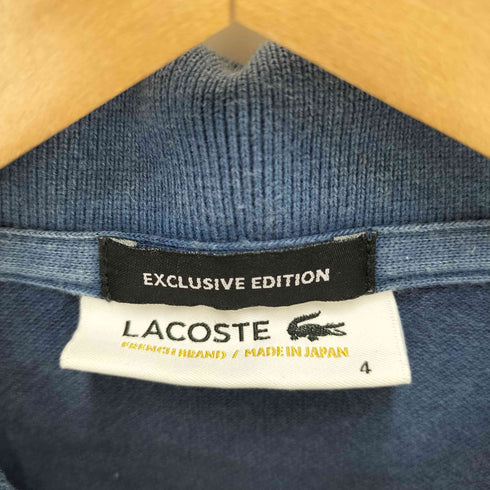 EXCLUSIVE EDITION
LACOSTE
FRENCH BRAND / MADE IN JAPAN
4